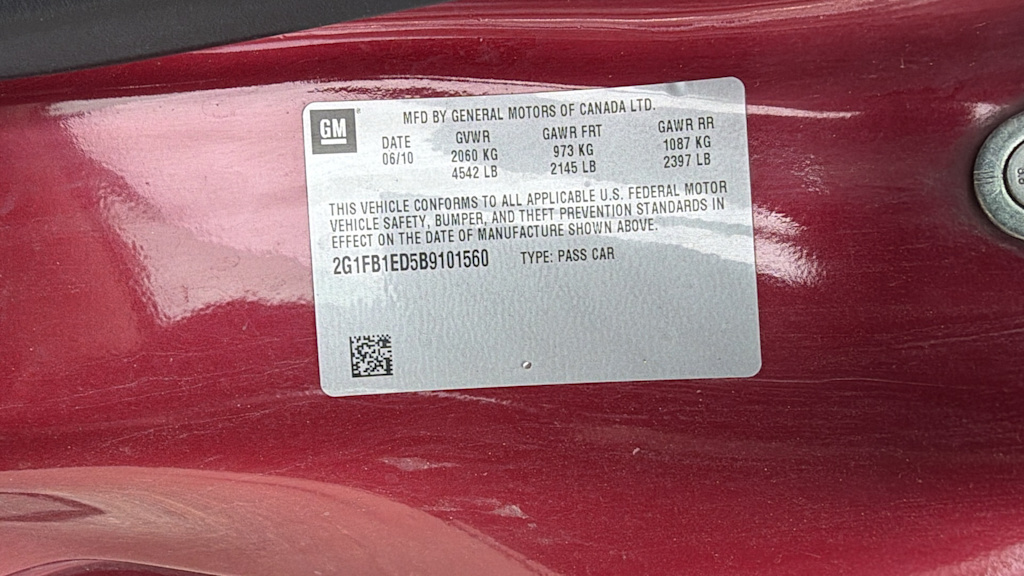 GM
MFD BY GENERAL MOTORS OF CANADA LTD.
DATE GVWR GAWR FRT GAWR RR
06/10 2060 KG 973 KG 1087 KG
4542 LB 2145 LB 2397 LB
THIS VEHICLE CONFORMS TO ALL APPLICABLE U.S. FEDERAL MOTOR
VEHICLE SAFETY, BUMPER, AND THEFT PREVENTION STANDARDS IN
EFFECT ON THE DATE OF MANUFACTURE SHOWN ABOVE.
2G1FB1ED5B9101560 TYPE: PASS CAR